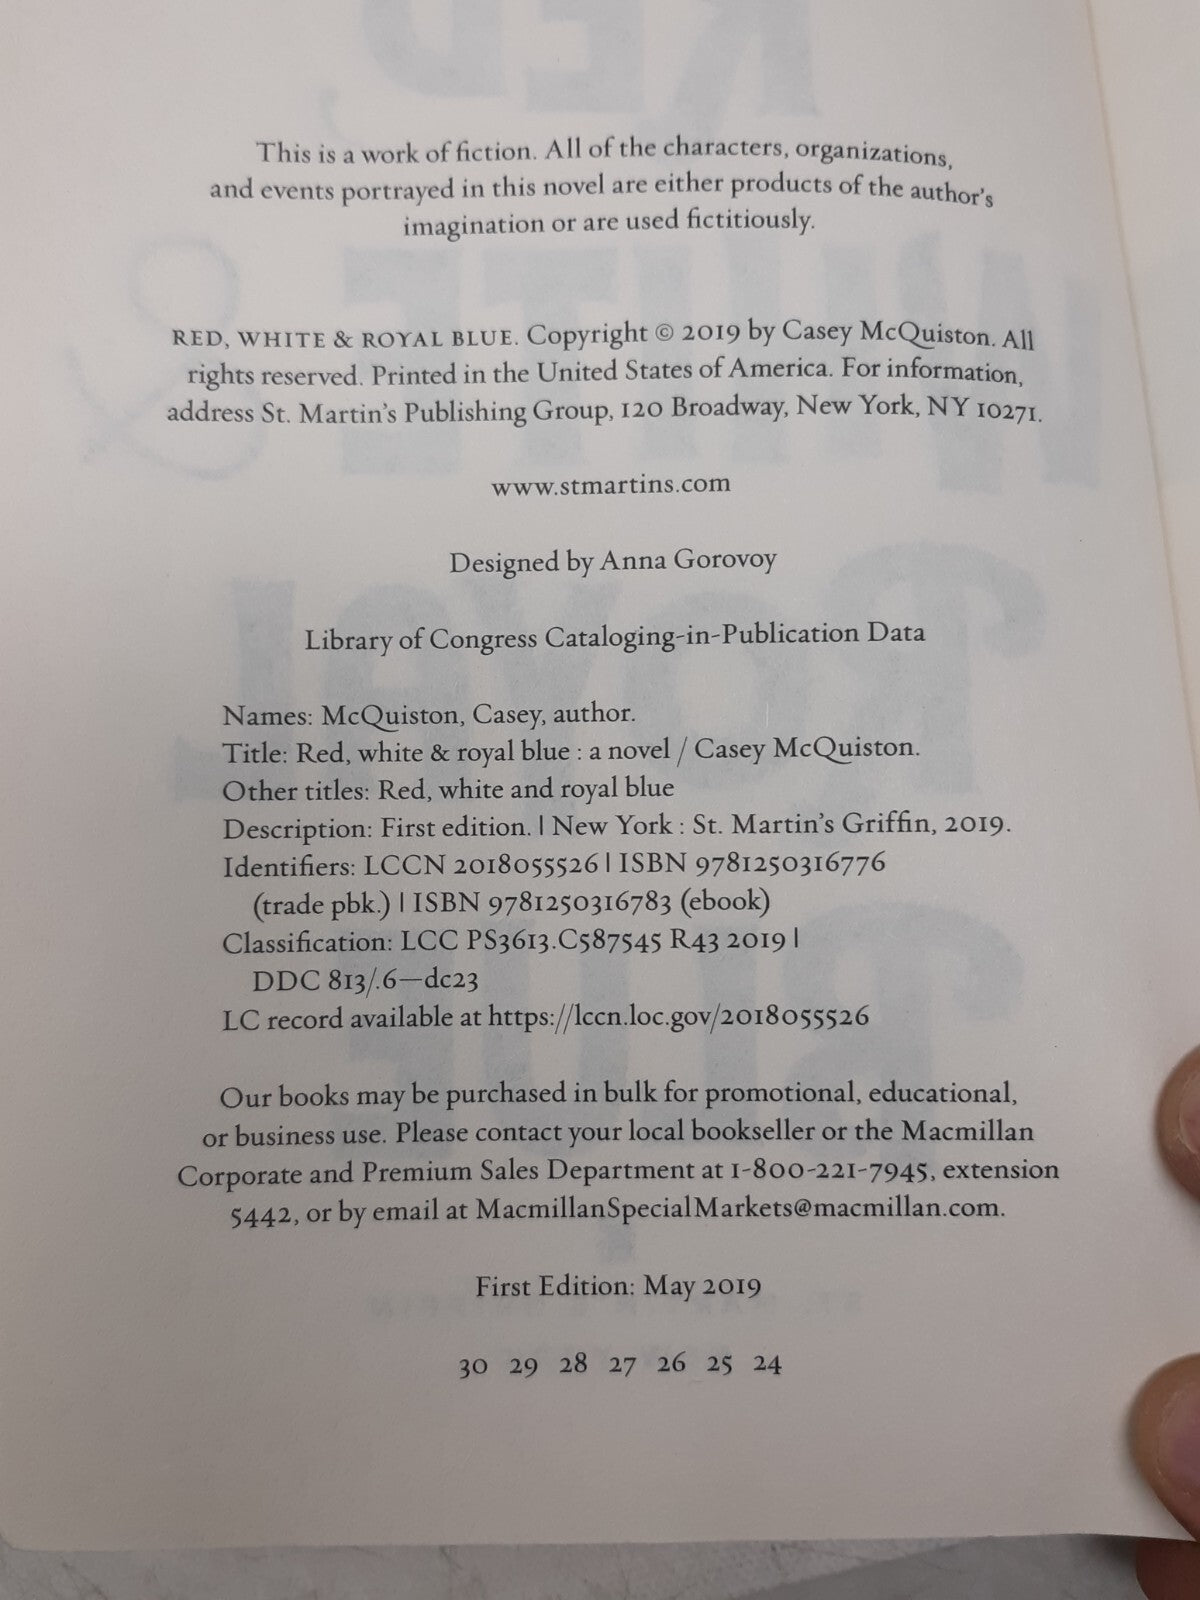 This is a work of fiction. All of the characters, organizations,
and events portrayed in this novel are either products of the author's
imagination or are used fictitiously.
RED, WHITE & ROYAL BLUE. Copyright © 2019 by Casey McQuiston. All
rights reserved. Printed in the United States of America. For information,
address St. Martin's Publishing Group, 120 Broadway, New York, NY 10271.
www.stmartins.com
Designed by Anna Gorovoy
Library of Congress Cataloging-in-Publication Data
Names: McQuiston, Casey, author.
Title: Red, white & royal blue : a novel / Casey McQuiston.
Other titles: Red, white and royal blue
Description: First edition. | New York : St. Martin's Griffin, 2019.
Identifiers: LCCN 2018055526 | ISBN 9781250316776
(trade pbk.) | ISBN 9781250316783 (ebook)
Classification: LCC PS3613.C587545 R43 2019 |
DDC 813/.6—dc23
LC record available at https://lccn.loc.gov/2018055526
Our books may be purchased in bulk for promotional, educational,
or business use. Please contact your local bookseller or the Macmillan
Corporate and Premium Sales Department at 1-800-221-7945, extension
5442, or by email at MacmillanSpecialMarkets@macmillan.com.
First Edition: May 2019
30 29 28 27 26 25 24